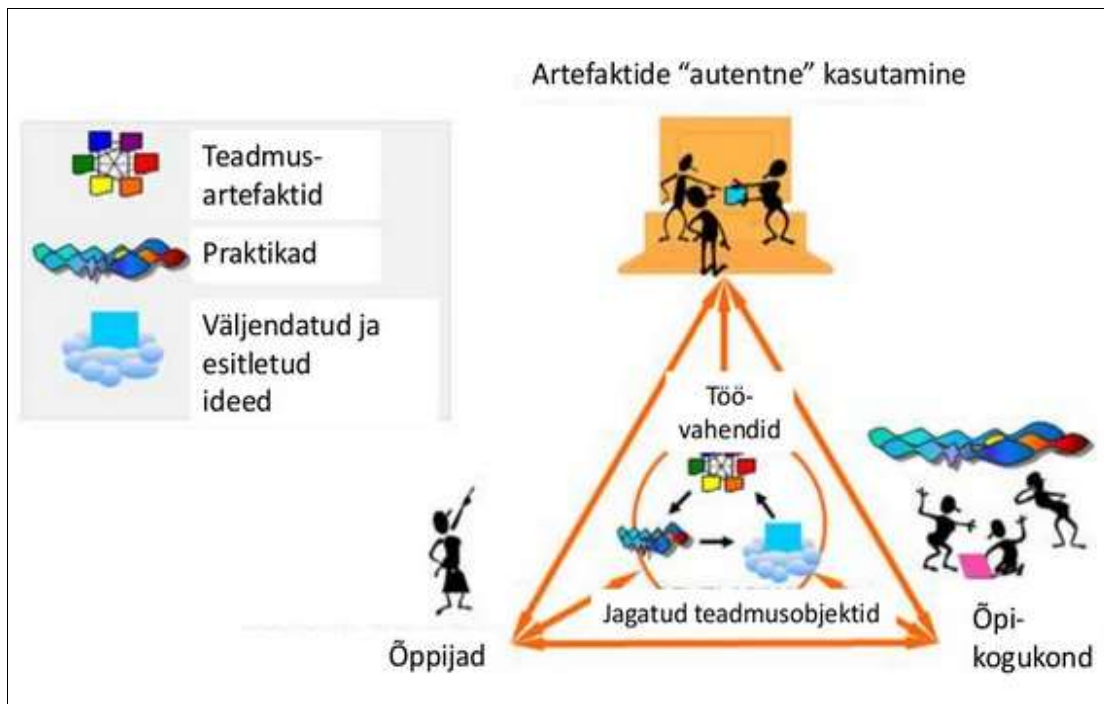 Artefaktide “autentne” kasutamine
Teadmus-
artefaktid
Praktikad
Väljendatud ja
esitletud
ideed
Töö-
vahendid
Jagatud teadmusobjektid
Õppijad
Õpi-
kogukond